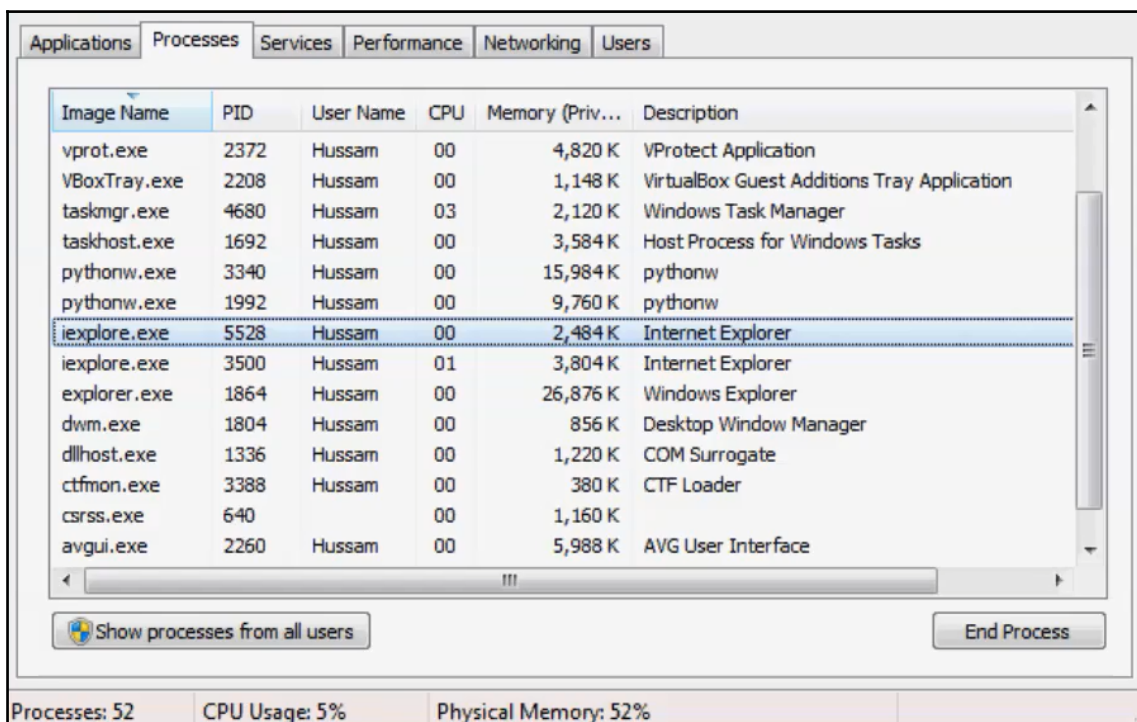 Applications Processes Services Performance Networking Users
Image Name PID User Name CPU Memory (Priv... Description
vprot.exe 2372 Hussam 00 4,820 K VProtect Application
VBoxTray.exe 2208 Hussam 00 1,148 K VirtualBox Guest Additions Tray Application
taskmgr.exe 4680 Hussam 03 2,120 K Windows Task Manager
taskhost.exe 1692 Hussam 00 3,584 K Host Process for Windows Tasks
pythonw.exe 3340 Hussam 00 15,984 K pythonw
pythonw.exe 1992 Hussam 00 9,760 K pythonw
iexplore.exe 5528 Hussam 00 2,484 K Internet Explorer
iexplore.exe 3500 Hussam 01 3,804 K Internet Explorer
explorer.exe 1864 Hussam 00 26,876 K Windows Explorer
dwm.exe 1804 Hussam 00 856 K Desktop Window Manager
dllhost.exe 1336 Hussam 00 1,220 K COM Surrogate
ctfmon.exe 3388 Hussam 00 380 K CTF Loader
csrss.exe 640 00 1,160 K
avgui.exe 2260 Hussam 00 5,988 K AVG User Interface
Show processes from all users End Process
Processes: 52 CPU Usage: 5% Physical Memory: 52%